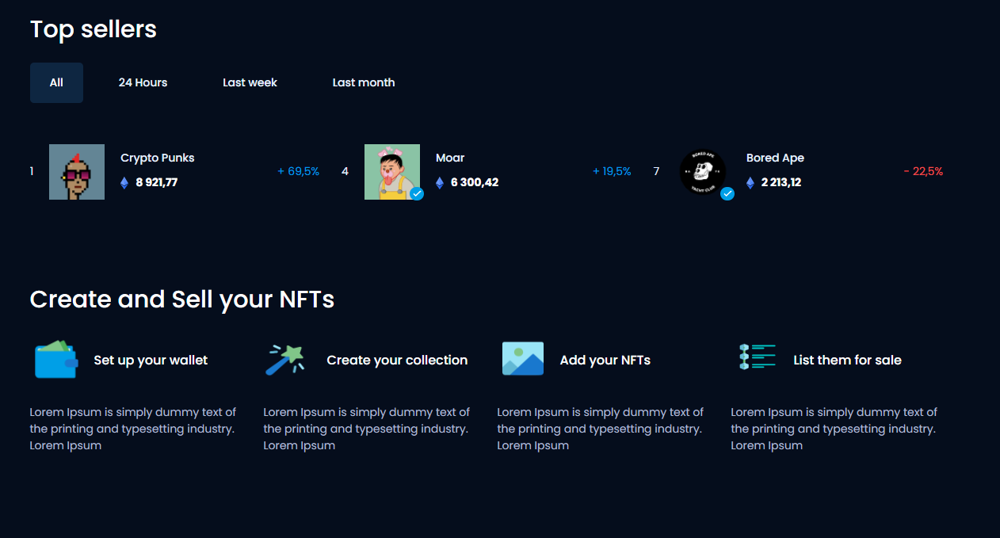 Top sellers
All
24 Hours
Last week
Last month
1
Crypto Punks
8 921,77
+ 69,5%
4
Moar
6 300,42
+ 19,5%
7
BORED APE
YACHT CLUB
Bored Ape
2 213,12
- 22,5%
Create and Sell your NFTs
Set up your wallet
Lorem Ipsum is simply dummy text of
the printing and typesetting industry.
Lorem Ipsum
Create your collection
Lorem Ipsum is simply dummy text of
the printing and typesetting industry.
Lorem Ipsum
Add your NFTs
Lorem Ipsum is simply dummy text of
the printing and typesetting industry.
Lorem Ipsum
List them for sale
Lorem Ipsum is simply dummy text of
the printing and typesetting industry.
Lorem Ipsum